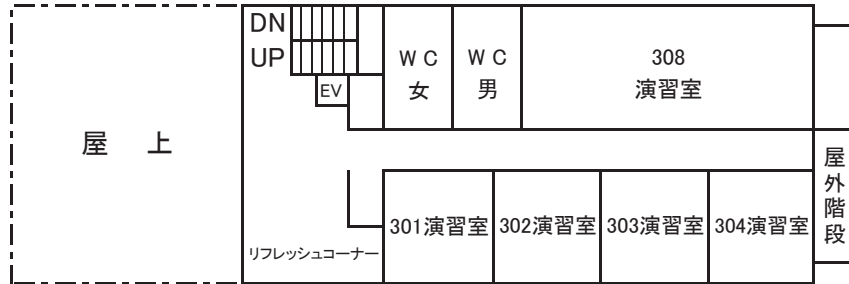 DN
UP
EV
WC
女
WC
男
308
演習室
屋上
屋外階段
301演習室
302演習室
303演習室
304演習室
リフレッシュコーナー